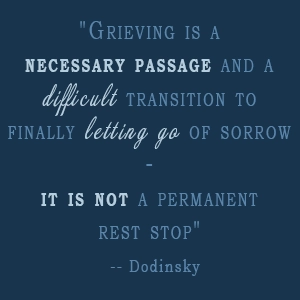 "Grieving is a
necessary passage and a
difficult transition to
finally letting go of sorrow
-
it is not a permanent
rest stop"
-- Dodinsky